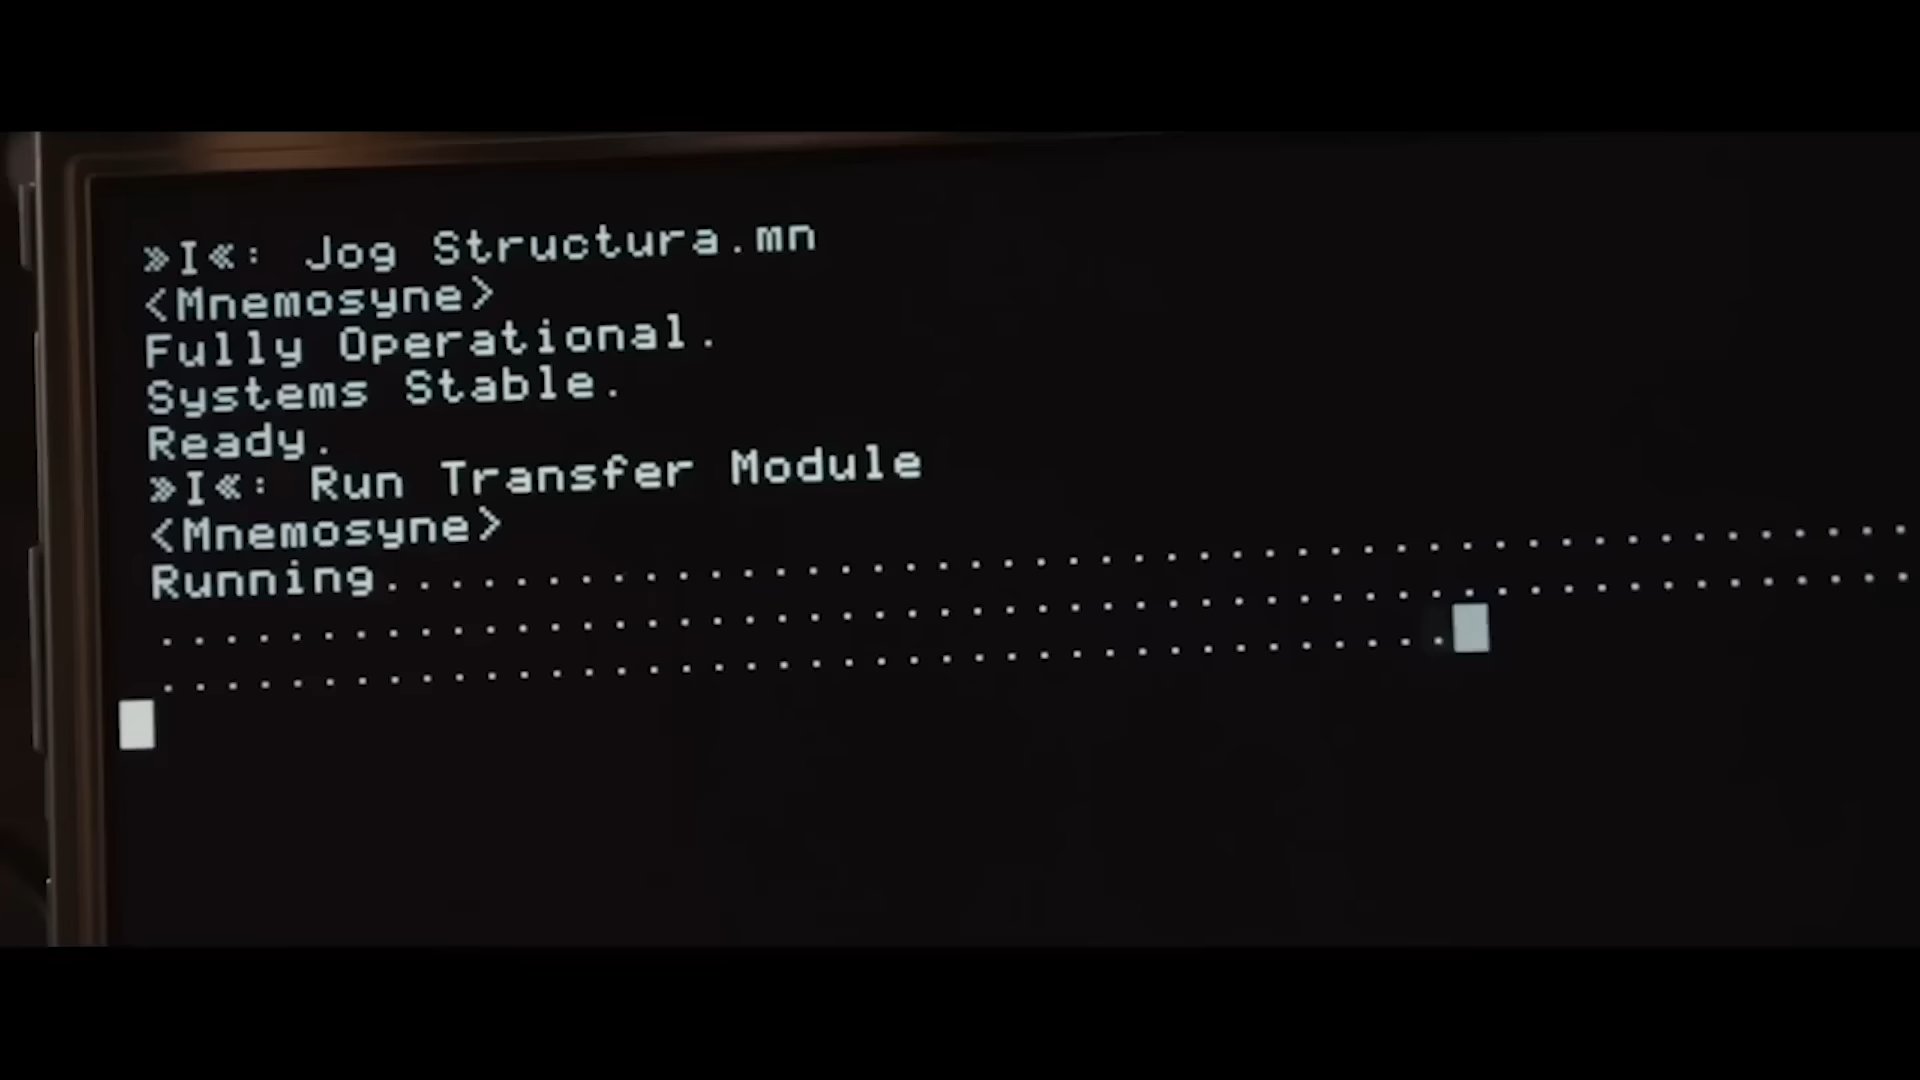 »I«: Jog Structura.mn
<Mnemosyne>
Fully Operational.
Systems Stable.
Ready.
»I«: Run Transfer Module
<Mnemosyne>
Running...............................................
......................................................
........................................